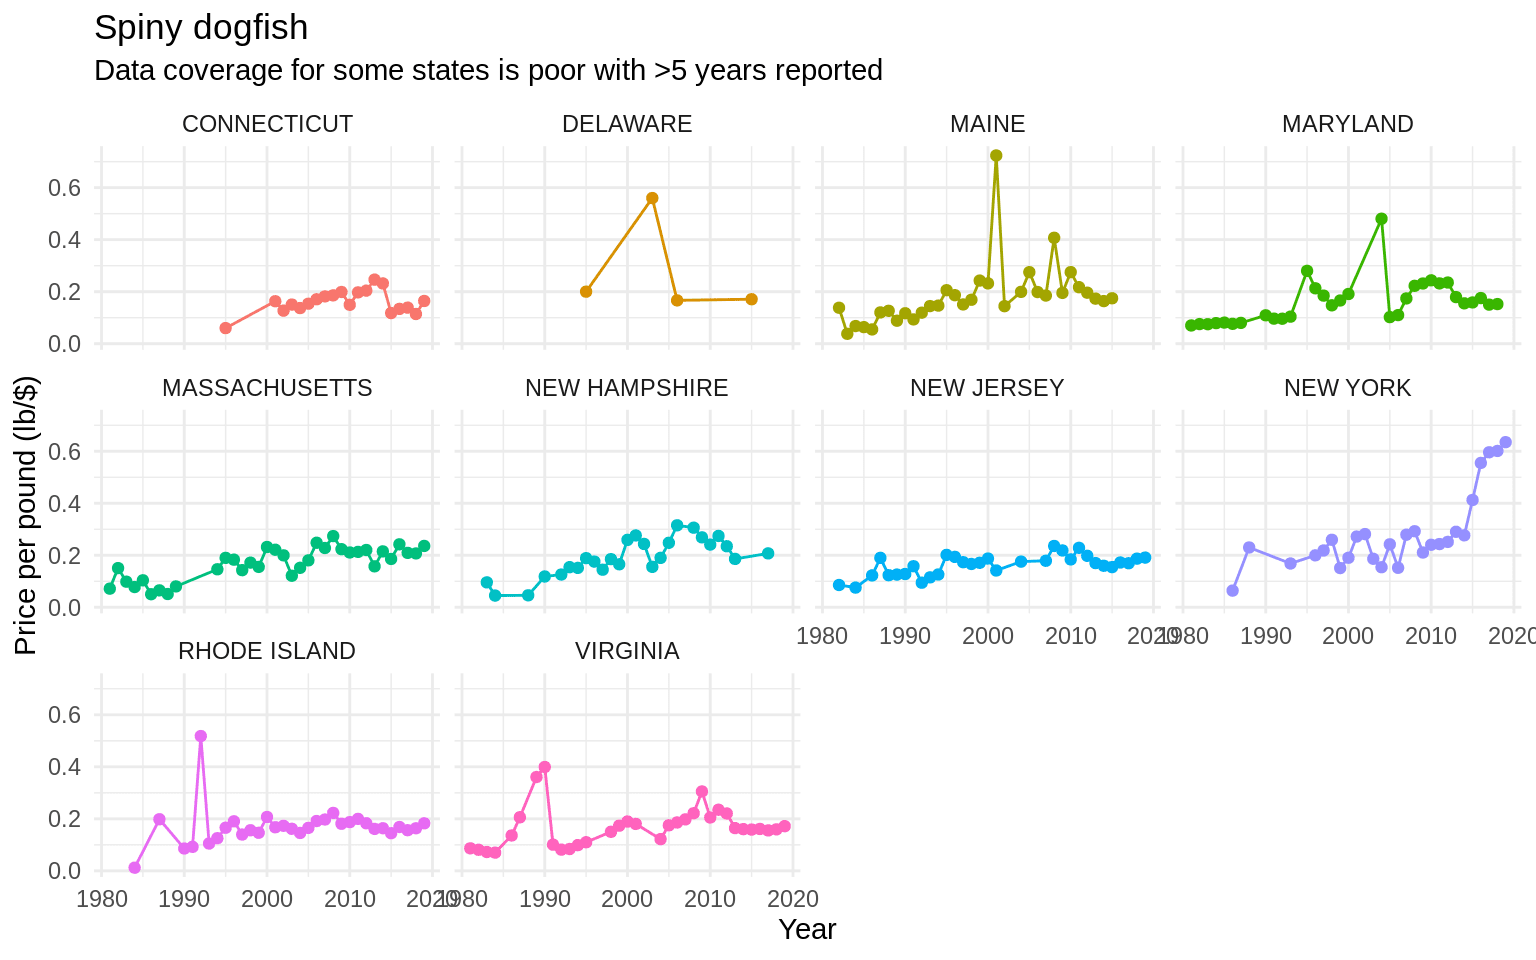 Spiny dogfish
Data coverage for some states is poor with >5 years reported
CONNECTICUT
DELAWARE
MAINE
MARYLAND
0.6
0.4
0.2
0.0
MASSACHUSETTS
NEW HAMPSHIRE
NEW JERSEY
NEW YORK
0.6
0.4
0.2
0.0
1980 1990 2000 2010 2020
1980 1990 2000 2010 2020
RHODE ISLAND
VIRGINIA
0.6
0.4
0.2
0.0
1980 1990 2000 2010 2020
1980 1990 2000 2010 2020
Price per pound (lb/$)
Year